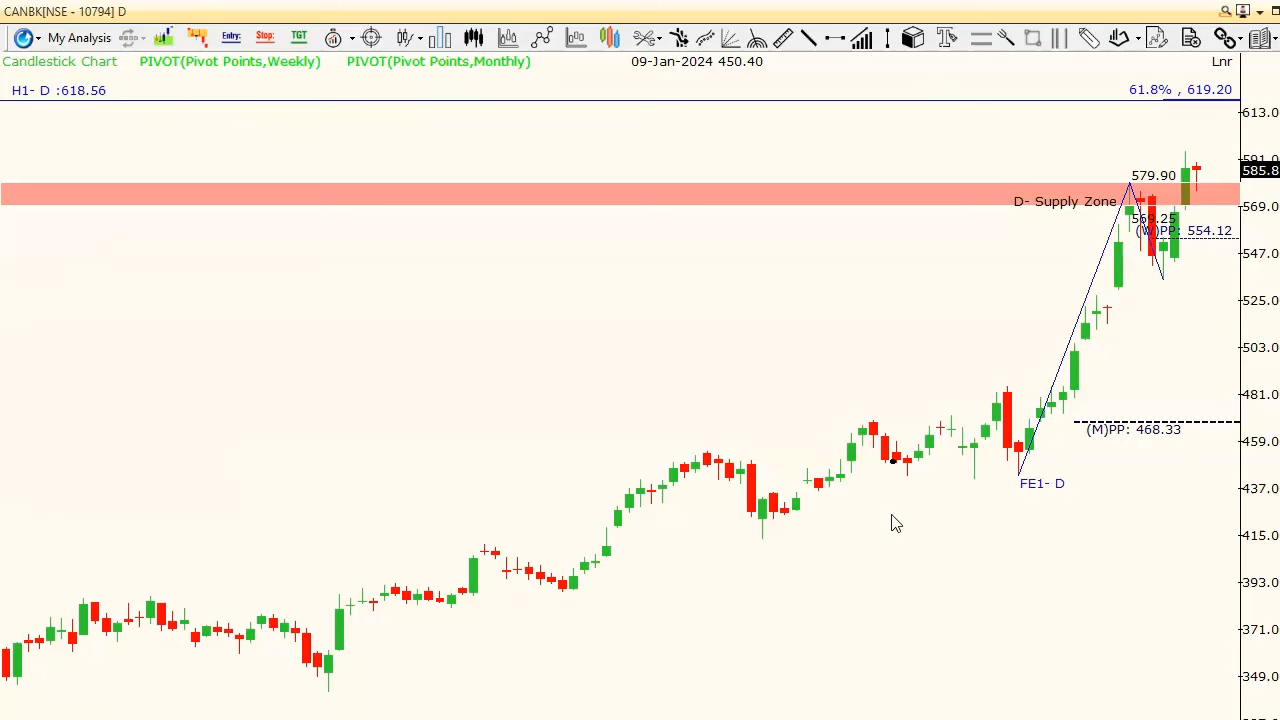 CANBK[NSE - 10794] D
My Analysis
Entry: Stop: TGT
Candlestick Chart PIVOT(Pivot Points,Weekly) PIVOT(Pivot Points,Monthly) 09-Jan-2024 450.40 Lnr
H1- D :618.56 61.8% , 619.20
613.0
591.0
585.8
579.90
D- Supply Zone
569.0
569.25
(W)PP: 554.12
547.0
525.0
503.0
481.0
(M)PP: 468.33
459.0
FE1- D
437.0
415.0
393.0
371.0
349.0